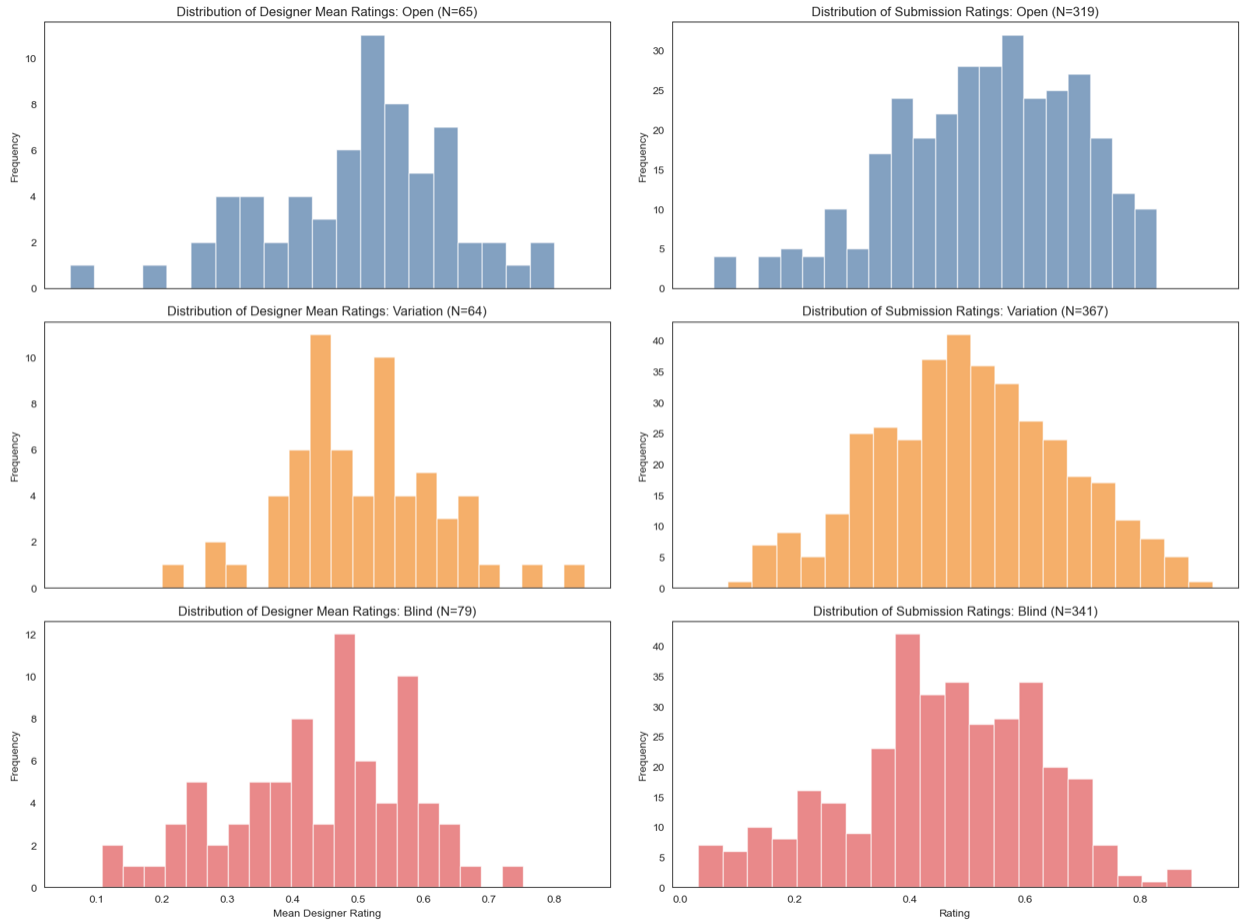 Distribution of Designer Mean Ratings: Open (N=65)
Frequency
10
8
6
4
2
0
Distribution of Submission Ratings: Open (N=319)
Frequency
30
25
20
15
10
5
0
Distribution of Designer Mean Ratings: Variation (N=64)
Frequency
10
8
6
4
2
0
Distribution of Submission Ratings: Variation (N=367)
Frequency
40
35
30
25
20
15
10
5
0
Distribution of Designer Mean Ratings: Blind (N=79)
Frequency
12
10
8
6
4
2
0
0.1 0.2 0.3 0.4 0.5 0.6 0.7 0.8
Mean Designer Rating
Distribution of Submission Ratings: Blind (N=341)
Frequency
40
35
30
25
20
15
10
5
0
0.0 0.2 0.4 0.6 0.8
Rating